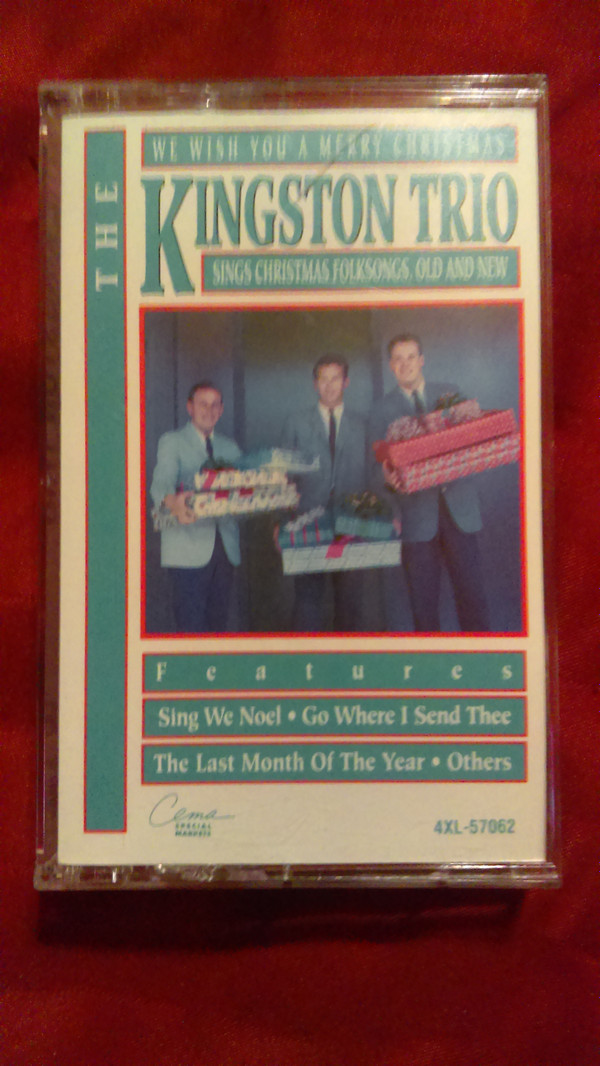 WE WISH YOU A MERRY CHRISTMAS
THE
KINGSTON TRIO
SINGS CHRISTMAS FOLKSONGS, OLD AND NEW
Features
Sing We Noel • Go Where I Send Thee
The Last Month Of The Year • Others
Cema
SPECIAL
MARKETS
4XL-57062